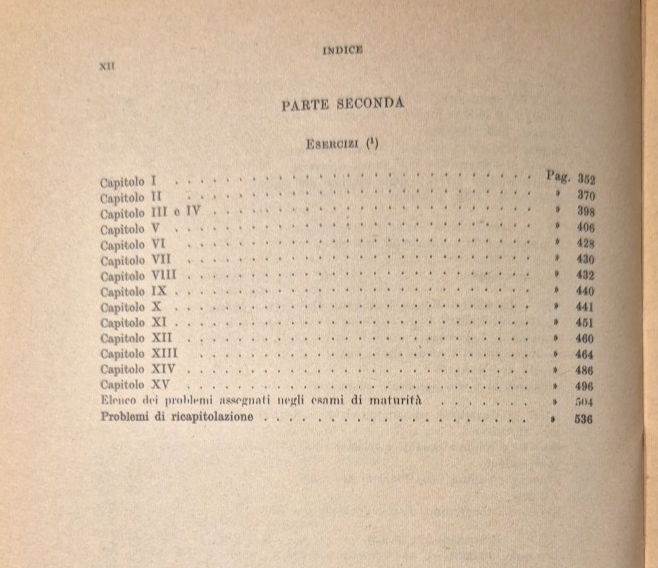 INDICE
XII
PARTE SECONDA
ESERCIZI (¹)
Capitolo I . . . . . . . . . . . . . . . . . . . . . . . . Pag. 352
Capitolo II . . . . . . . . . . . . . . . . . . . . . . . . » 370
Capitolo III e IV . . . . . . . . . . . . . . . . . . . . . » 398
Capitolo V . . . . . . . . . . . . . . . . . . . . . . . . » 406
Capitolo VI . . . . . . . . . . . . . . . . . . . . . . . . » 428
Capitolo VII . . . . . . . . . . . . . . . . . . . . . . . » 430
Capitolo VIII . . . . . . . . . . . . . . . . . . . . . . . » 432
Capitolo IX . . . . . . . . . . . . . . . . . . . . . . . . » 440
Capitolo X . . . . . . . . . . . . . . . . . . . . . . . . » 441
Capitolo XI . . . . . . . . . . . . . . . . . . . . . . . . » 451
Capitolo XII . . . . . . . . . . . . . . . . . . . . . . . » 460
Capitolo XIII . . . . . . . . . . . . . . . . . . . . . . . » 464
Capitolo XIV . . . . . . . . . . . . . . . . . . . . . . . » 486
Capitolo XV . . . . . . . . . . . . . . . . . . . . . . . . » 496
Elenco dei problemi assegnati negli esami di maturità . . . . . . . » 504
Problemi di ricapitolazione . . . . . . . . . . . . . . . . » 536